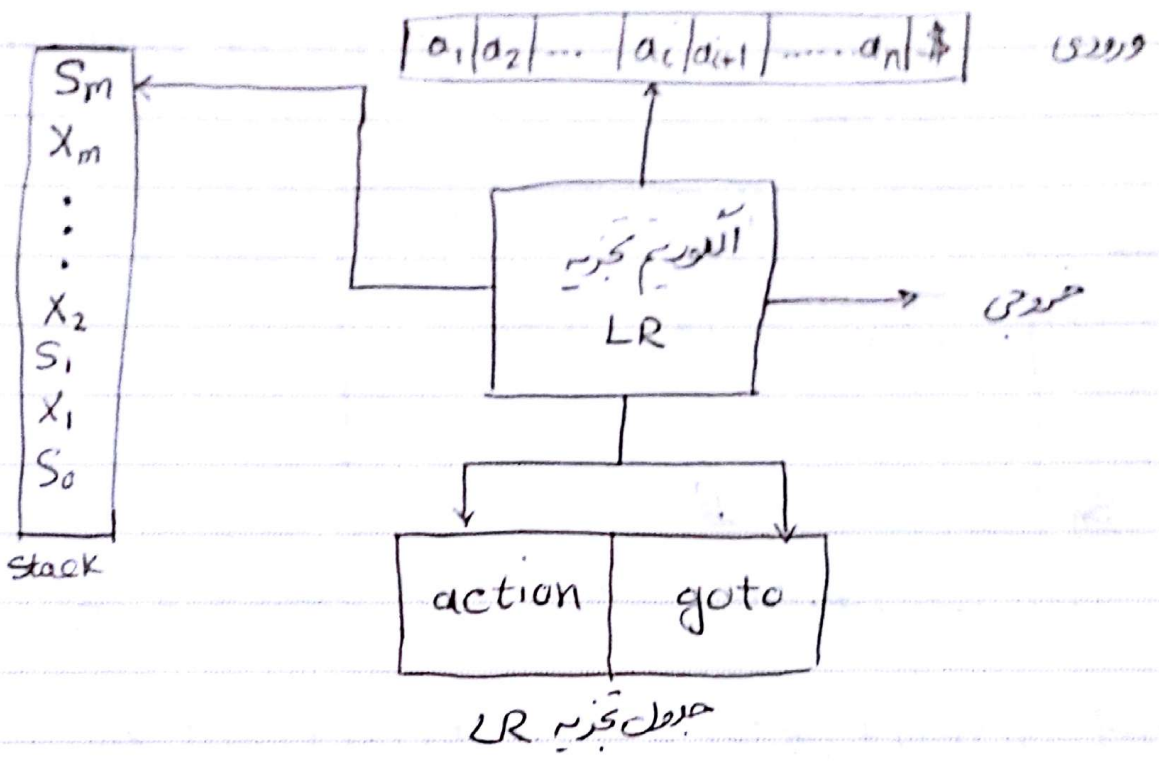 a₁ | a₂ | ... | aᵢ | aᵢ₊₁ | ...... aₙ | $ ورودی
Sₘ
Xₘ
⋮
X₂
S₁
X₁
S₀
Stack
الگوریتم تجزیه
LR
خروجی
action goto
جدول تجزیه LR